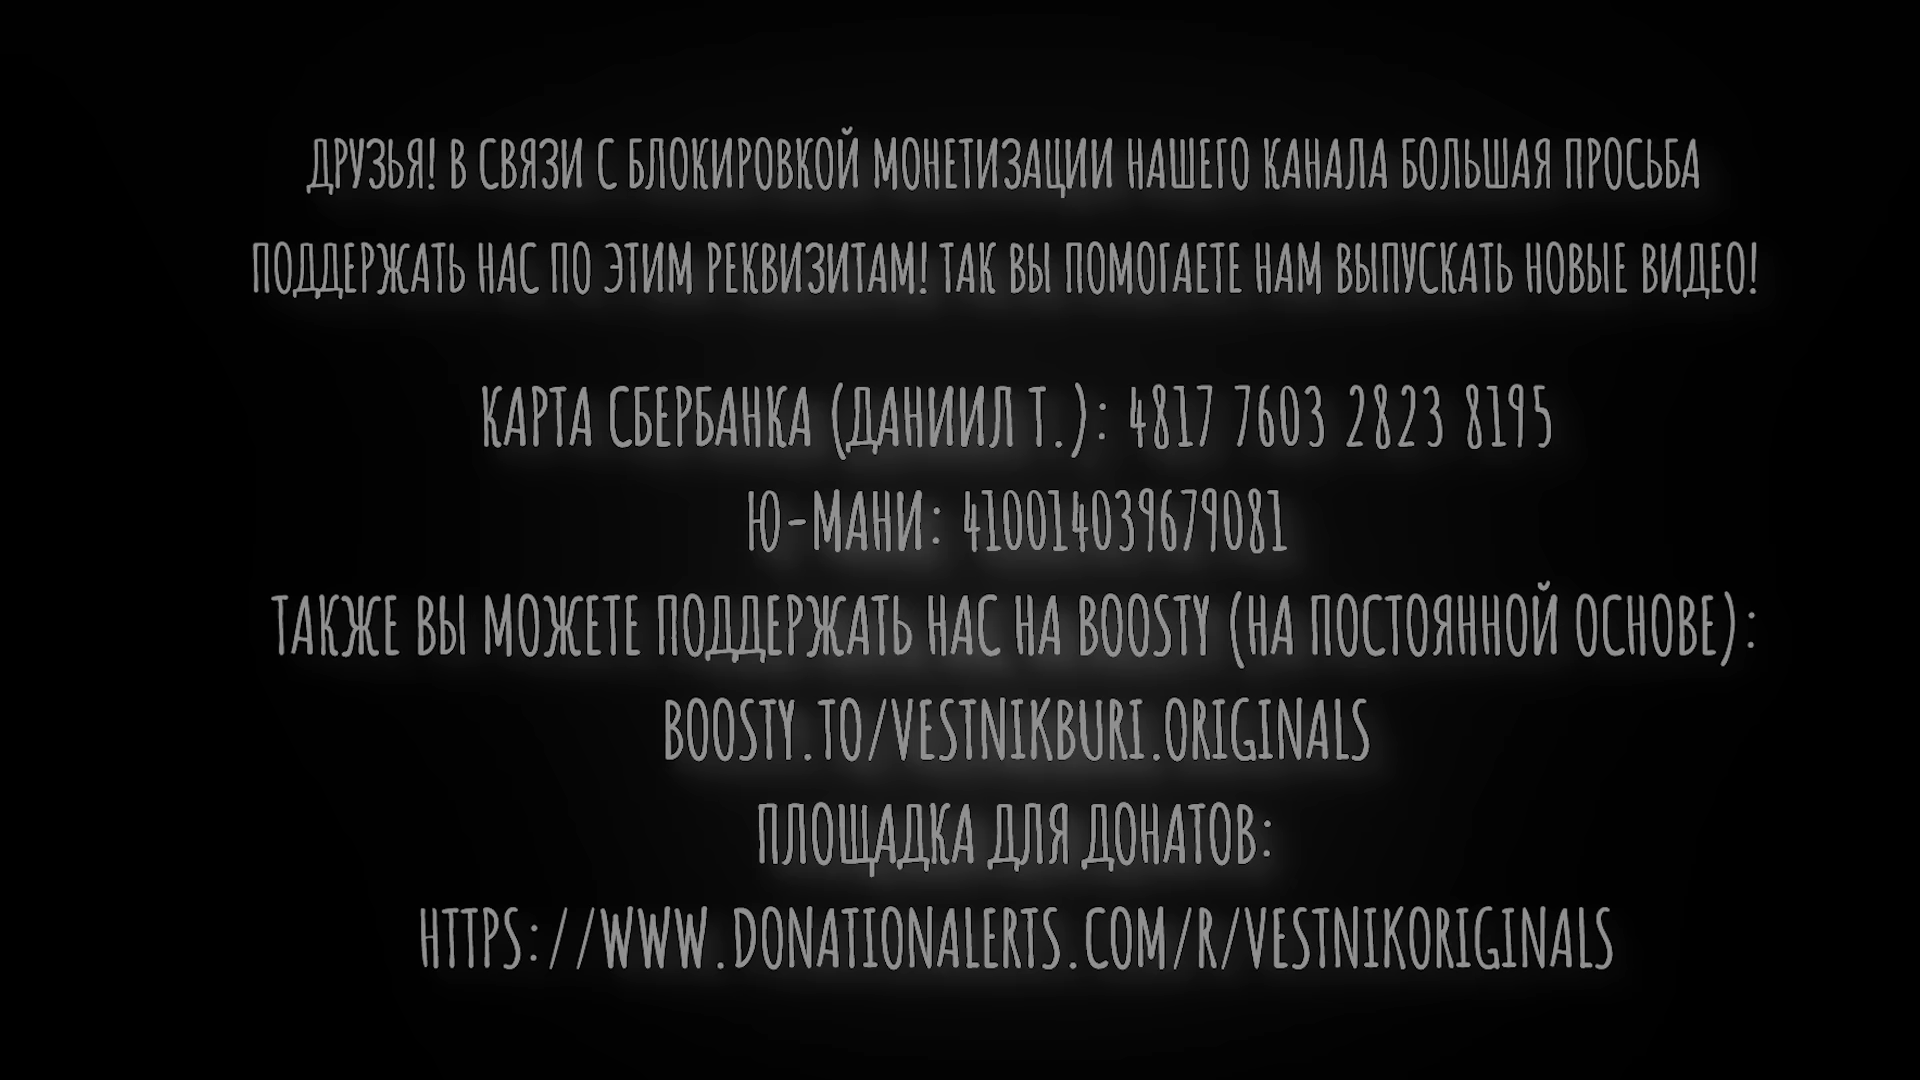 ДРУЗЬЯ! В СВЯЗИ С БЛОКИРОВКОЙ МОНЕТИЗАЦИИ НАШЕГО КАНАЛА БОЛЬШАЯ ПРОСЬБА
ПОДДЕРЖАТЬ НАС ПО ЭТИМ РЕКВИЗИТАМ! ТАК ВЫ ПОМОГАЕТЕ НАМ ВЫПУСКАТЬ НОВЫЕ ВИДЕО!
КАРТА СБЕРБАНКА (ДАНИИЛ Т.): 4817 7603 2823 8195
Ю-МАНИ: 410014039679081
ТАКЖЕ ВЫ МОЖЕТЕ ПОДДЕРЖАТЬ НАС НА BOOSTY (НА ПОСТОЯННОЙ ОСНОВЕ):
BOOSTY.TO/VESTNIKBURI.ORIGINALS
ПЛОЩАДКА ДЛЯ ДОНАТОВ:
HTTPS://WWW.DONATIONALERTS.COM/R/VESTNIKORIGINALS